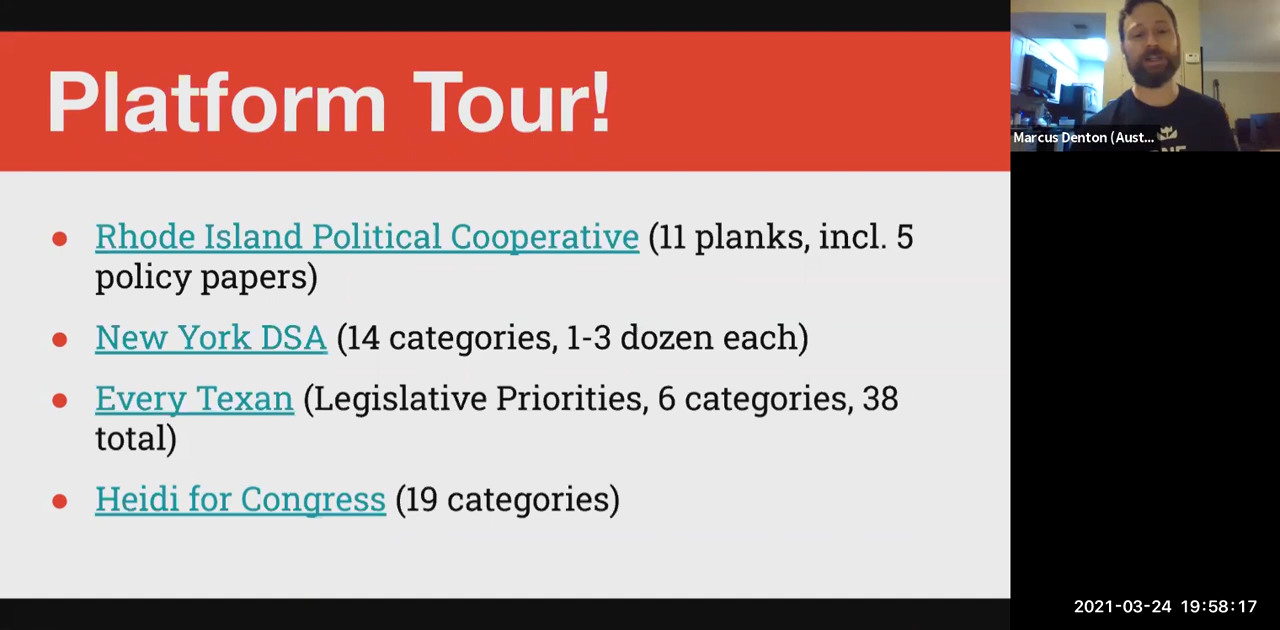 Platform Tour!
• Rhode Island Political Cooperative (11 planks, incl. 5
policy papers)
• New York DSA (14 categories, 1-3 dozen each)
• Every Texan (Legislative Priorities, 6 categories, 38
total)
• Heidi for Congress (19 categories)
Marcus Denton (Aust...
2021-03-24 19:58:17